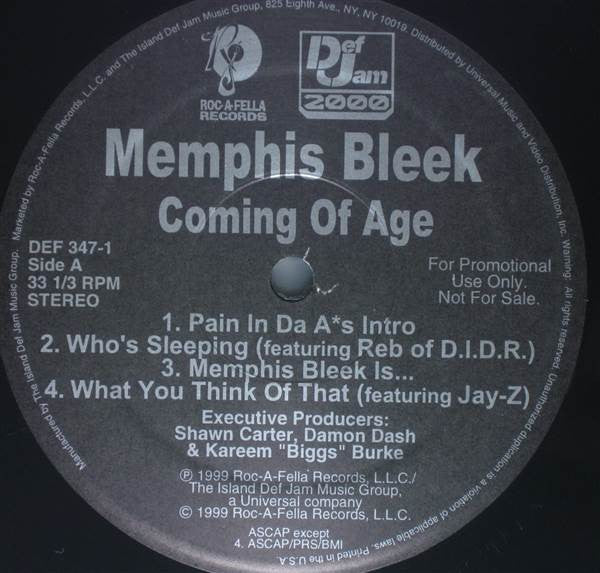 Marketed by Roc-A-Fella Records, L.L.C. and The Island Def Jam Music Group, 825 Eighth Ave., NY, NY 10019. Distributed by Universal Music and Video Distribution, Inc. Warning: All rights reserved. Unauthorized duplication is a violation of applicable laws. Printed in the U.S.A.
Manufactured by The Island Def Jam Music Group.
R
ROC-A-FELLA
RECORDS
Def
Jam
2000
Memphis Bleek
Coming Of Age
DEF 347-1
Side A
33 1/3 RPM
STEREO
For Promotional
Use Only.
Not For Sale.
1. Pain In Da A*s Intro
2. Who's Sleeping (featuring Reb of D.I.D.R.)
3. Memphis Bleek Is...
4. What You Think Of That (featuring Jay-Z)
Executive Producers:
Shawn Carter, Damon Dash
& Kareem "Biggs" Burke
℗ 1999 Roc-A-Fella Records, L.L.C./
The Island Def Jam Music Group,
a Universal company
© 1999 Roc-A-Fella Records, L.L.C.
ASCAP except
4. ASCAP/PRS/BMI